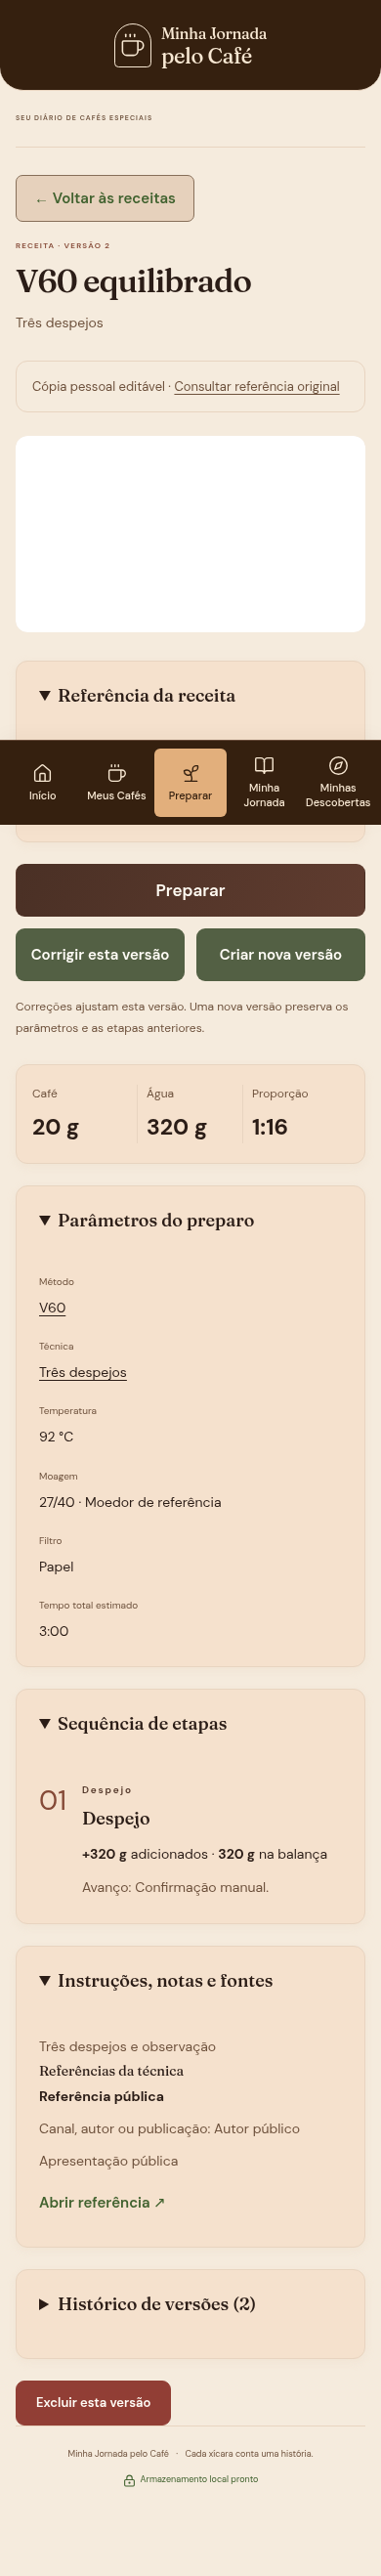 Minha Jornada
pelo Café
SEU DIÁRIO DE CAFÉS ESPECIAIS
← Voltar às receitas
RECEITA · VERSÃO 2
V60 equilibrado
Três despejos
Cópia pessoal editável · Consultar referência original
▼ Referência da receita
Início
Meus Cafés
Preparar
Minha
Jornada
Minhas
Descobertas
Preparar
Corrigir esta versão
Criar nova versão
Correções ajustam esta versão. Uma nova versão preserva os
parâmetros e as etapas anteriores.
Café
Água
Proporção
20 g
320 g
1:16
▼ Parâmetros do preparo
Método
V60
Técnica
Três despejos
Temperatura
92 °C
Moagem
27/40 · Moedor de referência
Filtro
Papel
Tempo total estimado
3:00
▼ Sequência de etapas
01
Despejo
Despejo
+320 g adicionados · 320 g na balança
Avanço: Confirmação manual.
▼ Instruções, notas e fontes
Três despejos e observação
Referências da técnica
Referência pública
Canal, autor ou publicação: Autor público
Apresentação pública
Abrir referência ↗
▶ Histórico de versões (2)
Excluir esta versão
Minha Jornada pelo Café · Cada xícara conta uma história.
Armazenamento local pronto